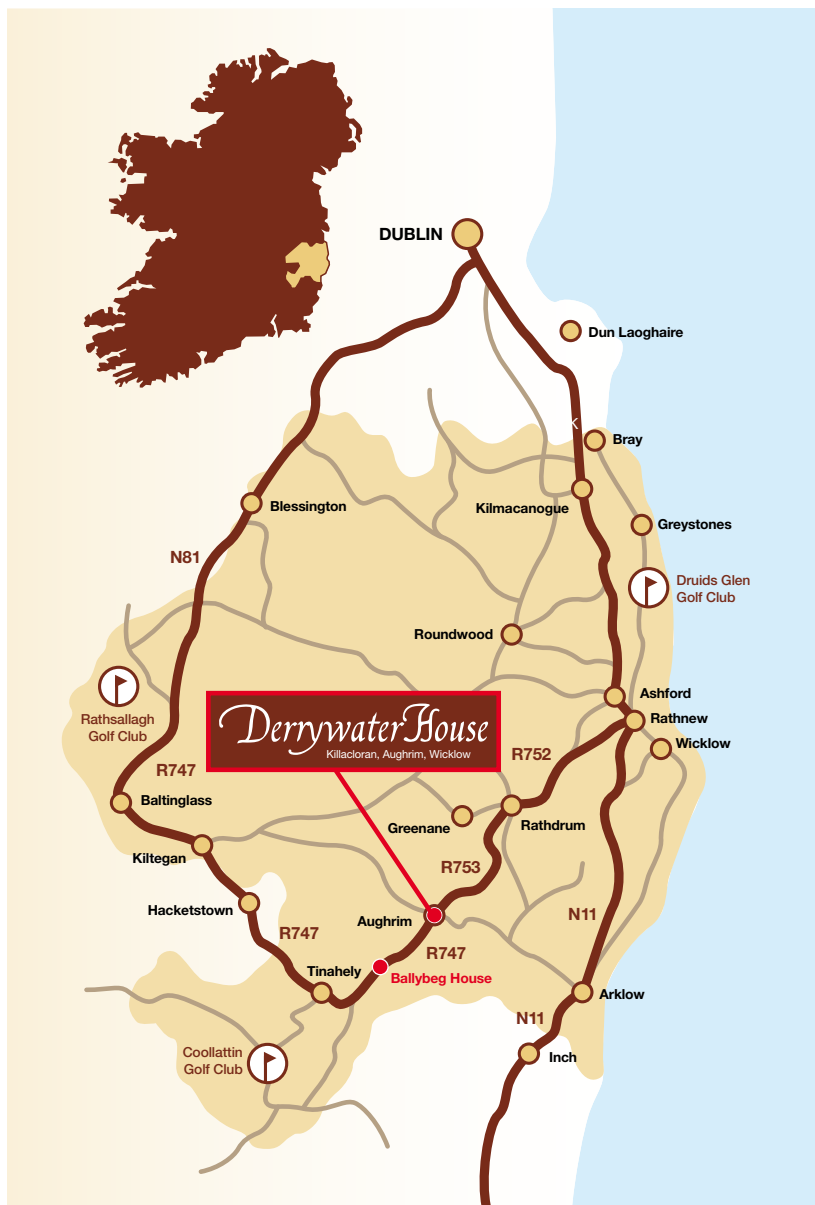 DUBLIN
Dun Laoghaire
K
Bray
Blessington
Kilmacanogue
Greystones
N81
Druids Glen
Golf Club
Roundwood
Rathsallagh
Golf Club
Ashford
Rathnew
Wicklow
Derrywater House
Killacloran, Aughrim, Wicklow
R752
R747
Baltinglass
Greenane
Rathdrum
Kiltegan
R753
Hacketstown
Aughrim
N11
R747
R747
Tinahely
Ballybeg House
Arklow
N11
Coollattin
Golf Club
Inch